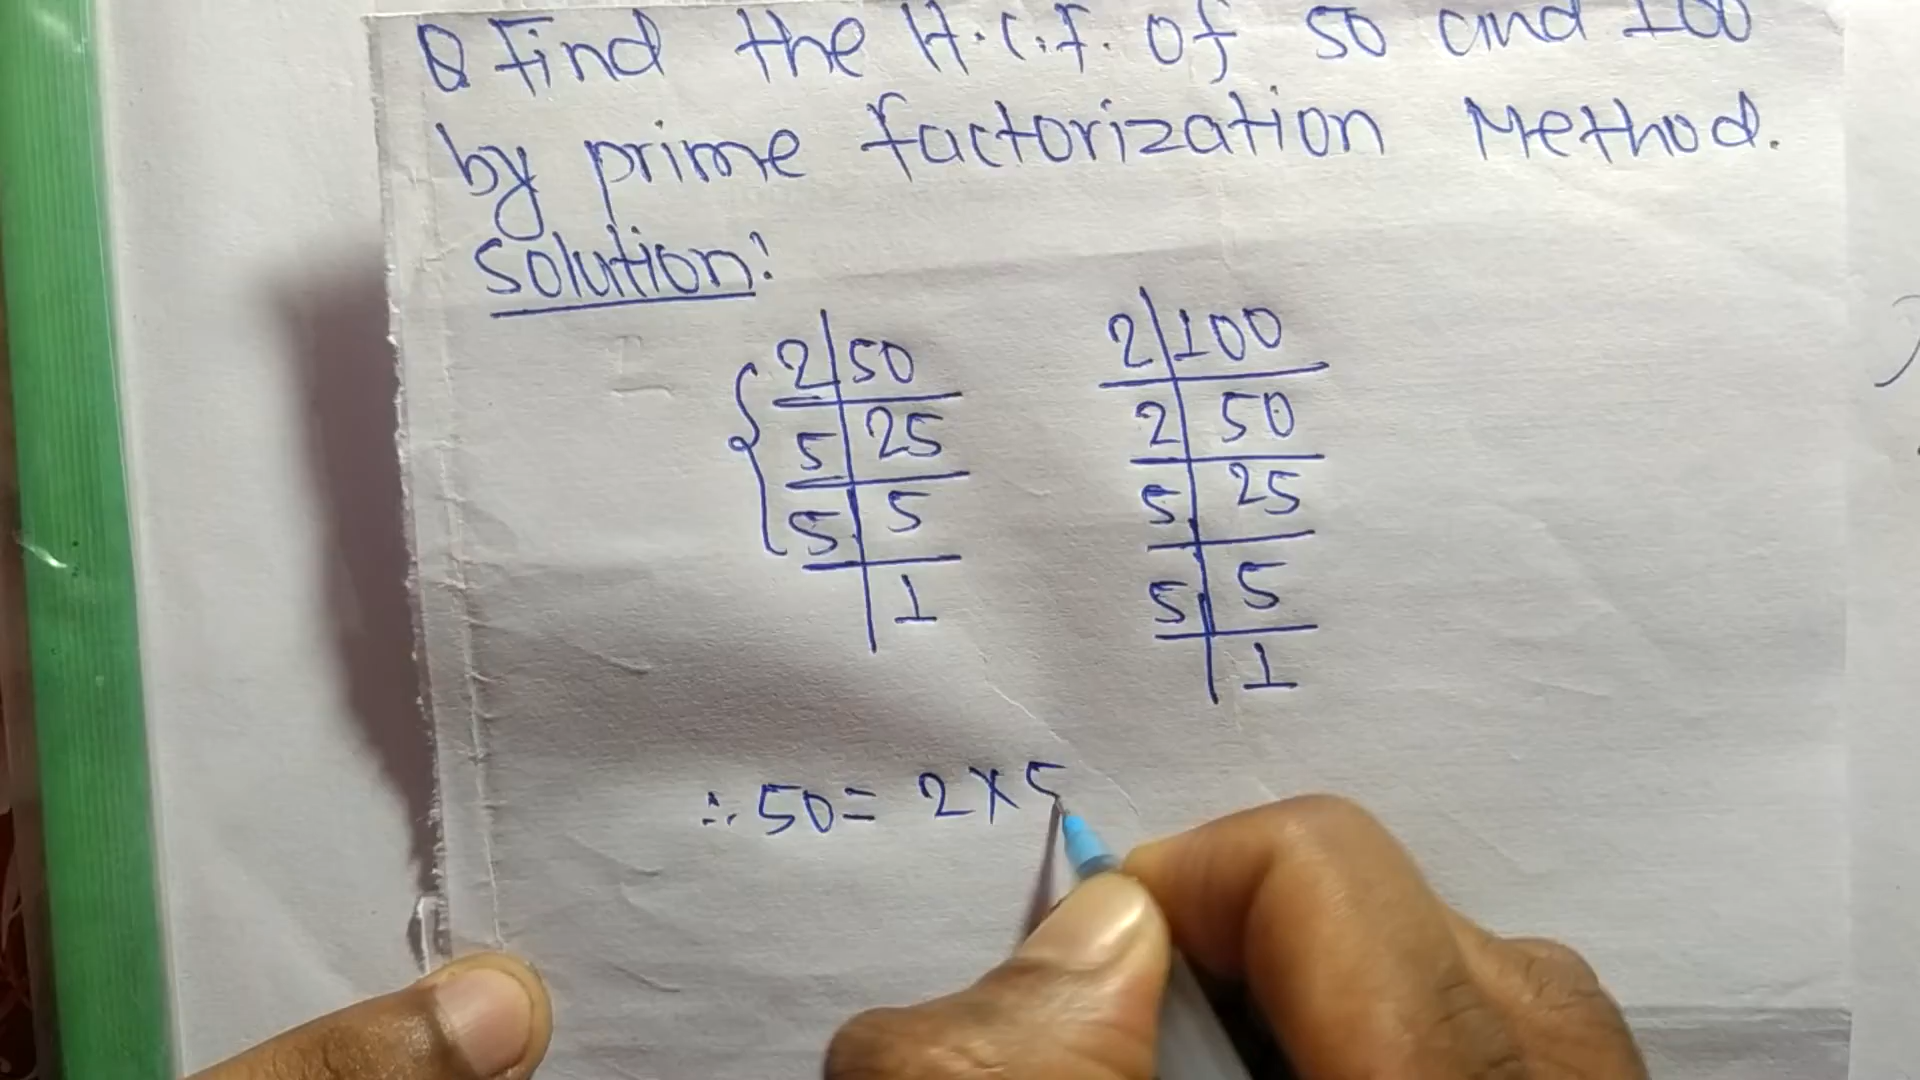 Q Find the H.C.F. of 50 and 100
by prime factorization Method.
Solution:
2 | 50
5 | 25
5 | 5
1
2 | 100
2 | 50
5 | 25
5 | 5
1
∴ 50 = 2 × 5